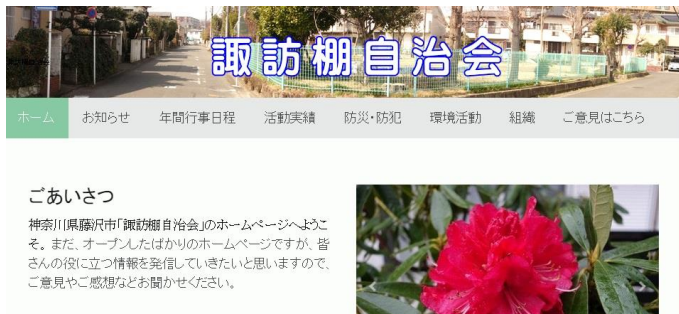 諏訪棚自治会
ホーム
お知らせ
年間行事日程
活動実績
防災・防犯
環境活動
組織
ご意見はこちら
ごあいさつ
神奈川県藤沢市「諏訪棚自治会」のホームページへようこ
そ。まだ、オープンしたばかりのホームページですが、皆
さんの役に立つ情報を発信していきたいと思いますので、
ご意見やご感想などお聞かせください。